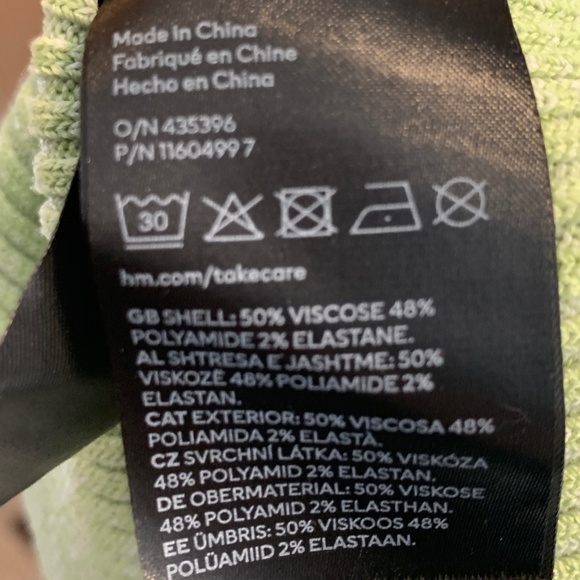 Made in China
Fabriqué en Chine
Hecho en China
O/N 435396
P/N 11604997
30
hm.com/takecare
GB SHELL: 50% VISCOSE 48%
POLYAMIDE 2% ELASTANE.
AL SHTRESA E JASHTME: 50%
VISKOZË 48% POLIAMIDE 2%
ELASTAN.
CAT EXTERIOR: 50% VISCOSA 48%
POLIAMIDA 2% ELASTÀ.
CZ SVRCHNÍ LÁTKA: 50% VISKÓZA
48% POLYAMID 2% ELASTAN.
DE OBERMATERIAL: 50% VISKOSE
48% POLYAMID 2% ELASTHAN.
EE ÜMBRIS: 50% VISKOOS 48%
POLÜAMIID 2% ELASTAAN.